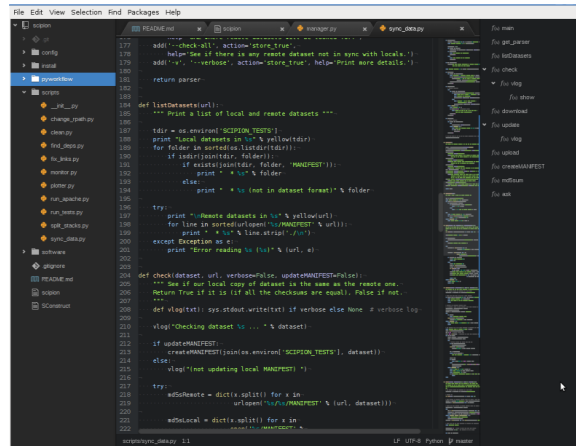 File Edit View Selection Find Packages Help
scipion
.git
config
install
pyworkflow
scripts
__init__.py
change_rpath.py
clean.py
find_deps.py
fix_links.py
monitor.py
plotter.py
run_apache.py
run_tests.py
split_stacks.py
sync_data.py
software
.gitignore
README.md
scipion
SConstruct
README.md
scipion
manager.py
sync_data.py
177 add('--check-all', action='store_true',
178 help='See if there is any remote dataset not in sync with locals.')
179 add('-v', '--verbose', action='store_true', help='Print more details.')
180
181 return parser
182
183
184 def listDatasets(url):
185 """ Print a list of local and remote datasets """
186
187 tdir = os.environ['SCIPION_TESTS']
188 print "Local datasets in %s" % yellow(tdir)
189 for folder in sorted(os.listdir(tdir)):
190 if isdir(join(tdir, folder)):
191 if exists(join(tdir, folder, 'MANIFEST')):
192 print " * %s" % folder
193 else:
194 print " * %s (not in dataset format)" % folder
195
196 try:
197 print "\nRemote datasets in %s" % yellow(url)
198 for line in sorted(urlopen('%s/MANIFEST' % url)):
199 print " * %s" % line.strip('./\n')
200 except Exception as e:
201 print "Error reading %s (%s)" % (url, e)
202
203
204 def check(dataset, url, verbose=False, updateMANIFEST=False):
205 """ See if our local copy of dataset is the same as the remote one.
206 Return True if it is (if all the checksums are equal), False if not.
207 """
208 def vlog(txt): sys.stdout.write(txt) if verbose else None # verbose log
209
210 vlog("Checking dataset %s ... " % dataset)
211
212 if updateMANIFEST:
213 createMANIFEST(join(os.environ['SCIPION_TESTS'], dataset))
214 else:
215 vlog("(not updating local MANIFEST) ")
216
217 try:
218 md5sRemote = dict(x.split() for x in
219 urlopen('%s/%s/MANIFEST' % (url, dataset)))
220
221 md5sLocal = dict(x.split() for x in
222
main
get_parser
listDatasets
check
vlog
show
download
update
vlog
upload
createMANIFEST
md5sum
ask
scripts/sync_data.py 1:1
LF UTF-8 Python master